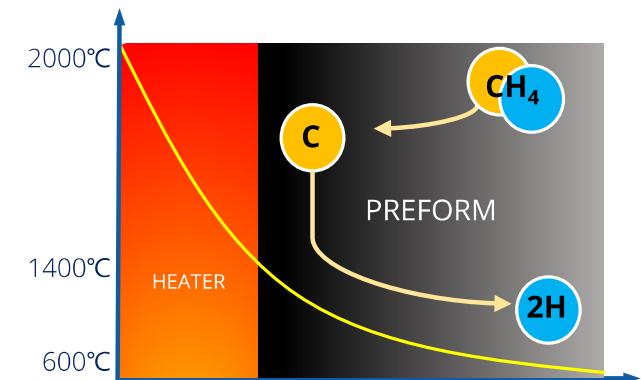 2000℃
CH₄
C
PREFORM
1400℃
HEATER
2H
600℃